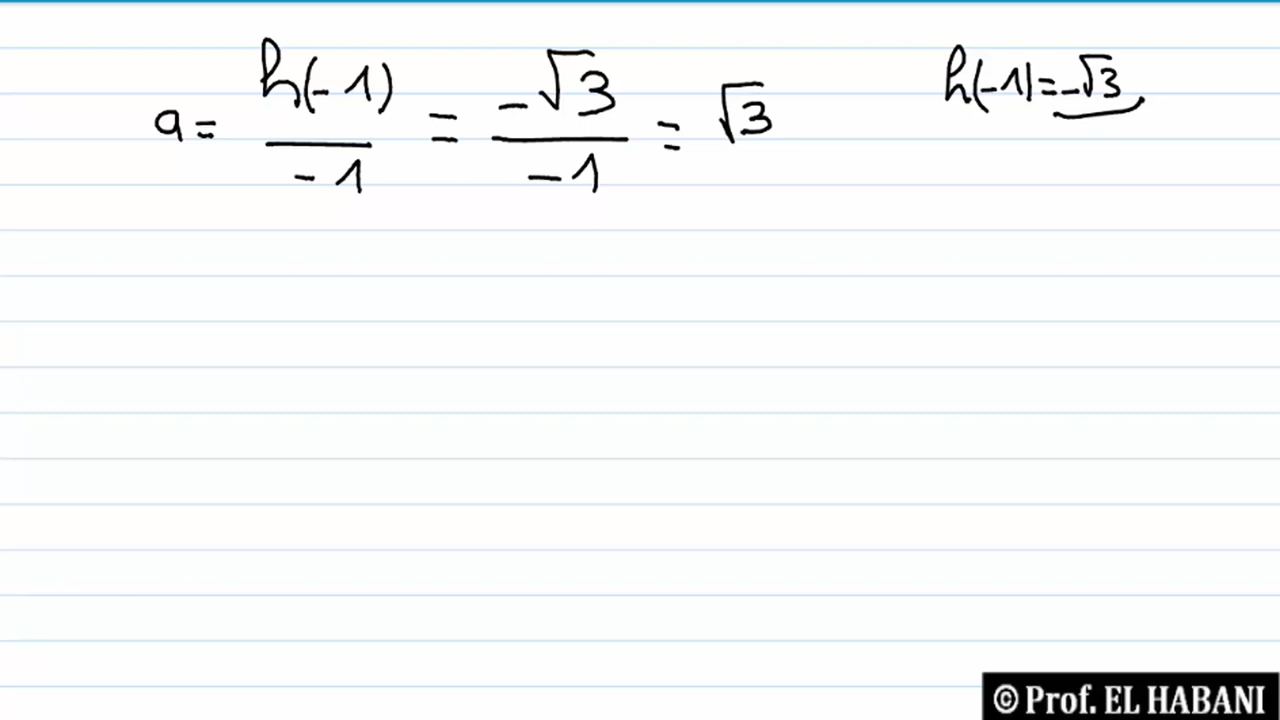 a = h(-1) / -1 = -√3 / -1 = √3
h(-1) = -√3
© Prof. EL HABANI